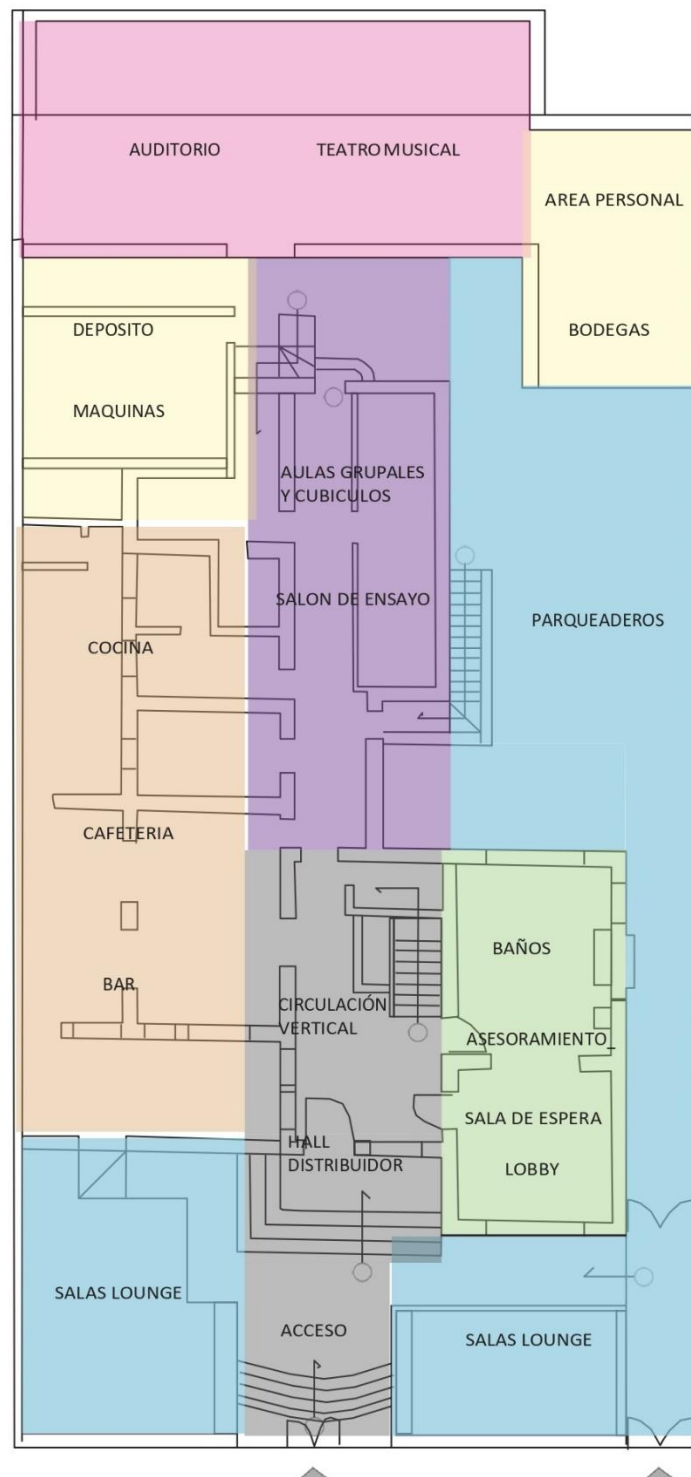 AUDITORIO
TEATRO MUSICAL
AREA PERSONAL
DEPOSITO
BODEGAS
MAQUINAS
AULAS GRUPALES
Y CUBICULOS
SALON DE ENSAYO
PARQUEADEROS
COCINA
CAFETERIA
BAÑOS
BAR
CIRCULACIÓN
VERTICAL
ASESORAMIENTO_
SALA DE ESPERA
HALL
DISTRIBUIDOR
LOBBY
SALAS LOUNGE
ACCESO
SALAS LOUNGE